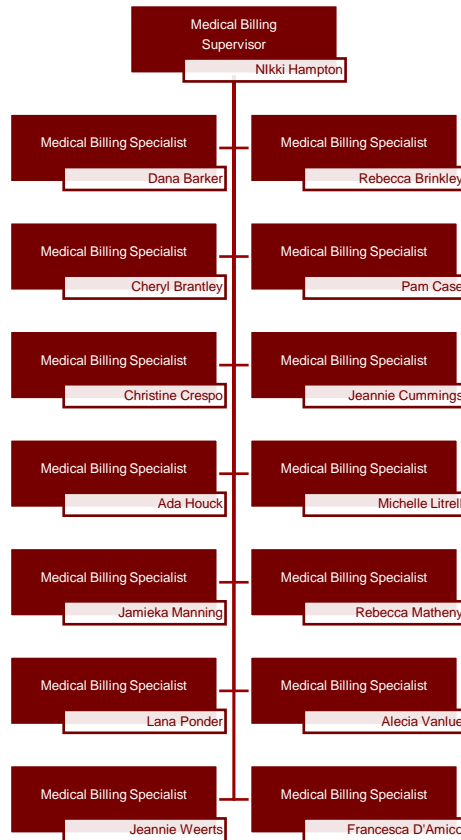 Medical Billing
Supervisor
NIkki Hampton
Medical Billing Specialist
Dana Barker
Medical Billing Specialist
Rebecca Brinkley
Medical Billing Specialist
Cheryl Brantley
Medical Billing Specialist
Pam Case
Medical Billing Specialist
Christine Crespo
Medical Billing Specialist
Jeannie Cummings
Medical Billing Specialist
Ada Houck
Medical Billing Specialist
Michelle Litrell
Medical Billing Specialist
Jamieka Manning
Medical Billing Specialist
Rebecca Matheny
Medical Billing Specialist
Lana Ponder
Medical Billing Specialist
Alecia Vanlue
Medical Billing Specialist
Jeannie Weerts
Medical Billing Specialist
Francesca D'Amico